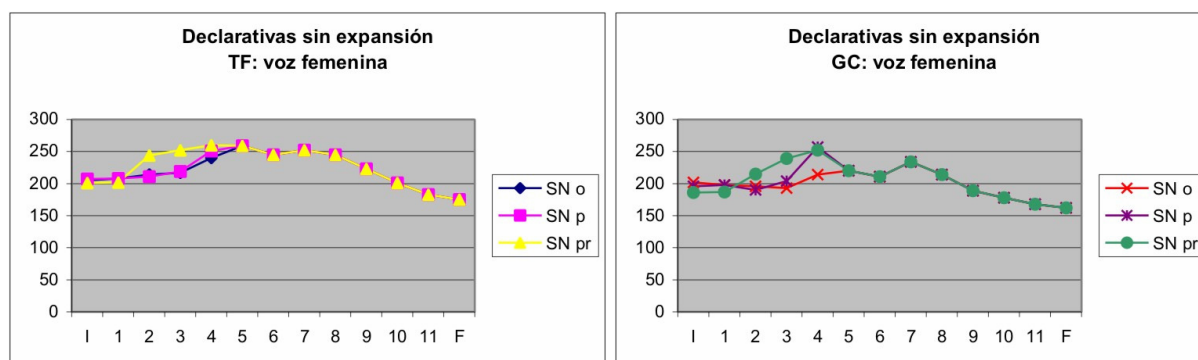 Declarativas sin expansión
TF: voz femenina
300
250
200
150
100
50
0
I 1 2 3 4 5 6 7 8 9 10 11 F
SN o
SN p
SN pr
Declarativas sin expansión
GC: voz femenina
300
250
200
150
100
50
0
I 1 2 3 4 5 6 7 8 9 10 11 F
SN o
SN p
SN pr